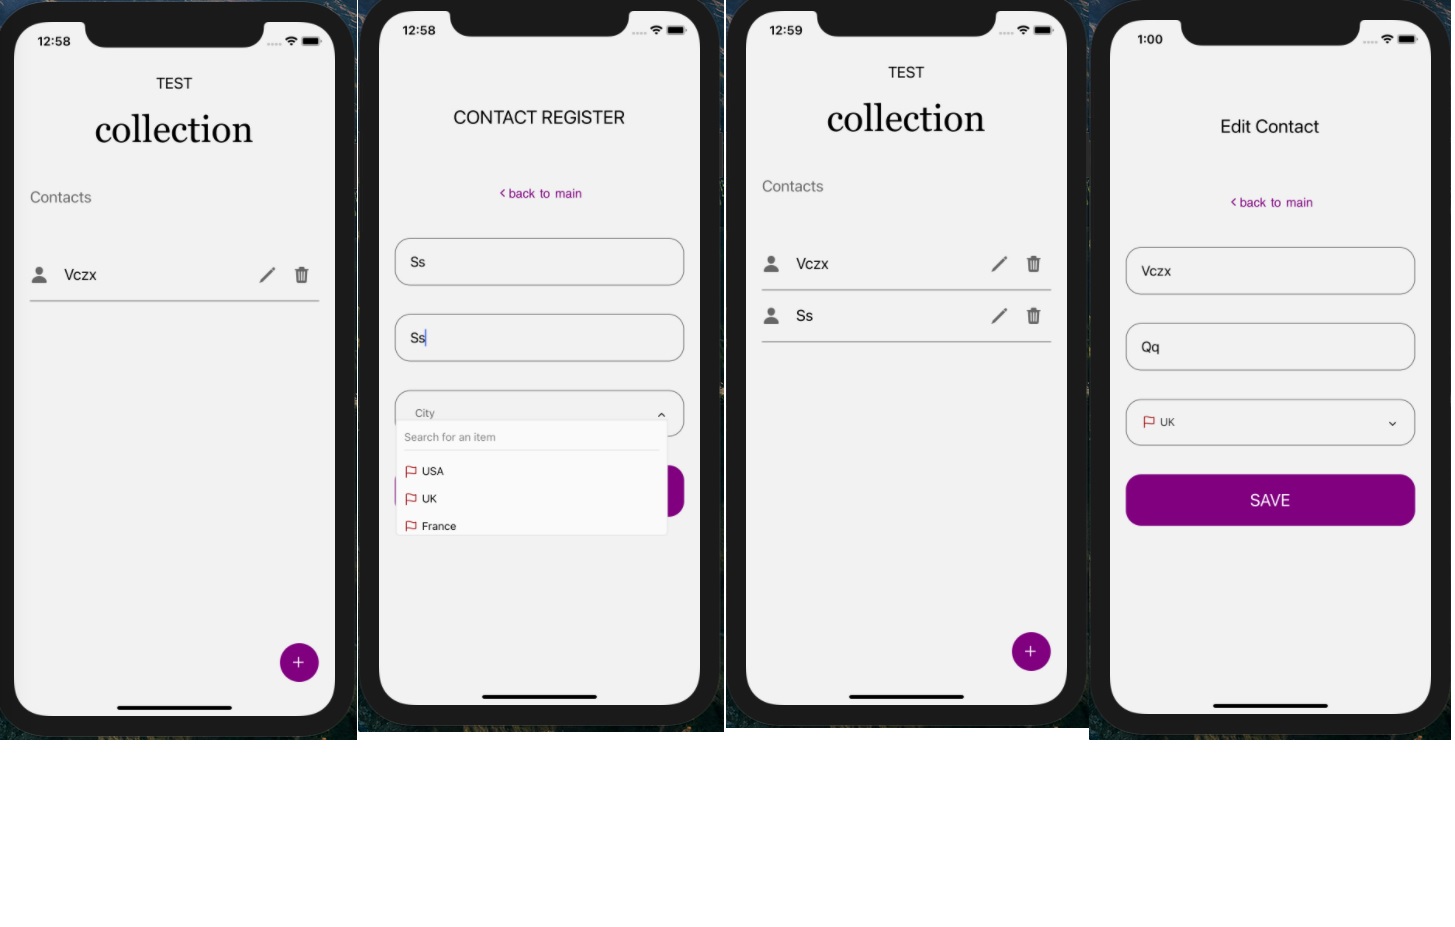 12:58
TEST
collection
Contacts
Vczx
+
12:58
CONTACT REGISTER
< back to main
Ss
Ss
City
Search for an item
USA
UK
France
12:59
TEST
collection
Contacts
Vczx
Ss
+
1:00
Edit Contact
< back to main
Vczx
Qq
UK
SAVE